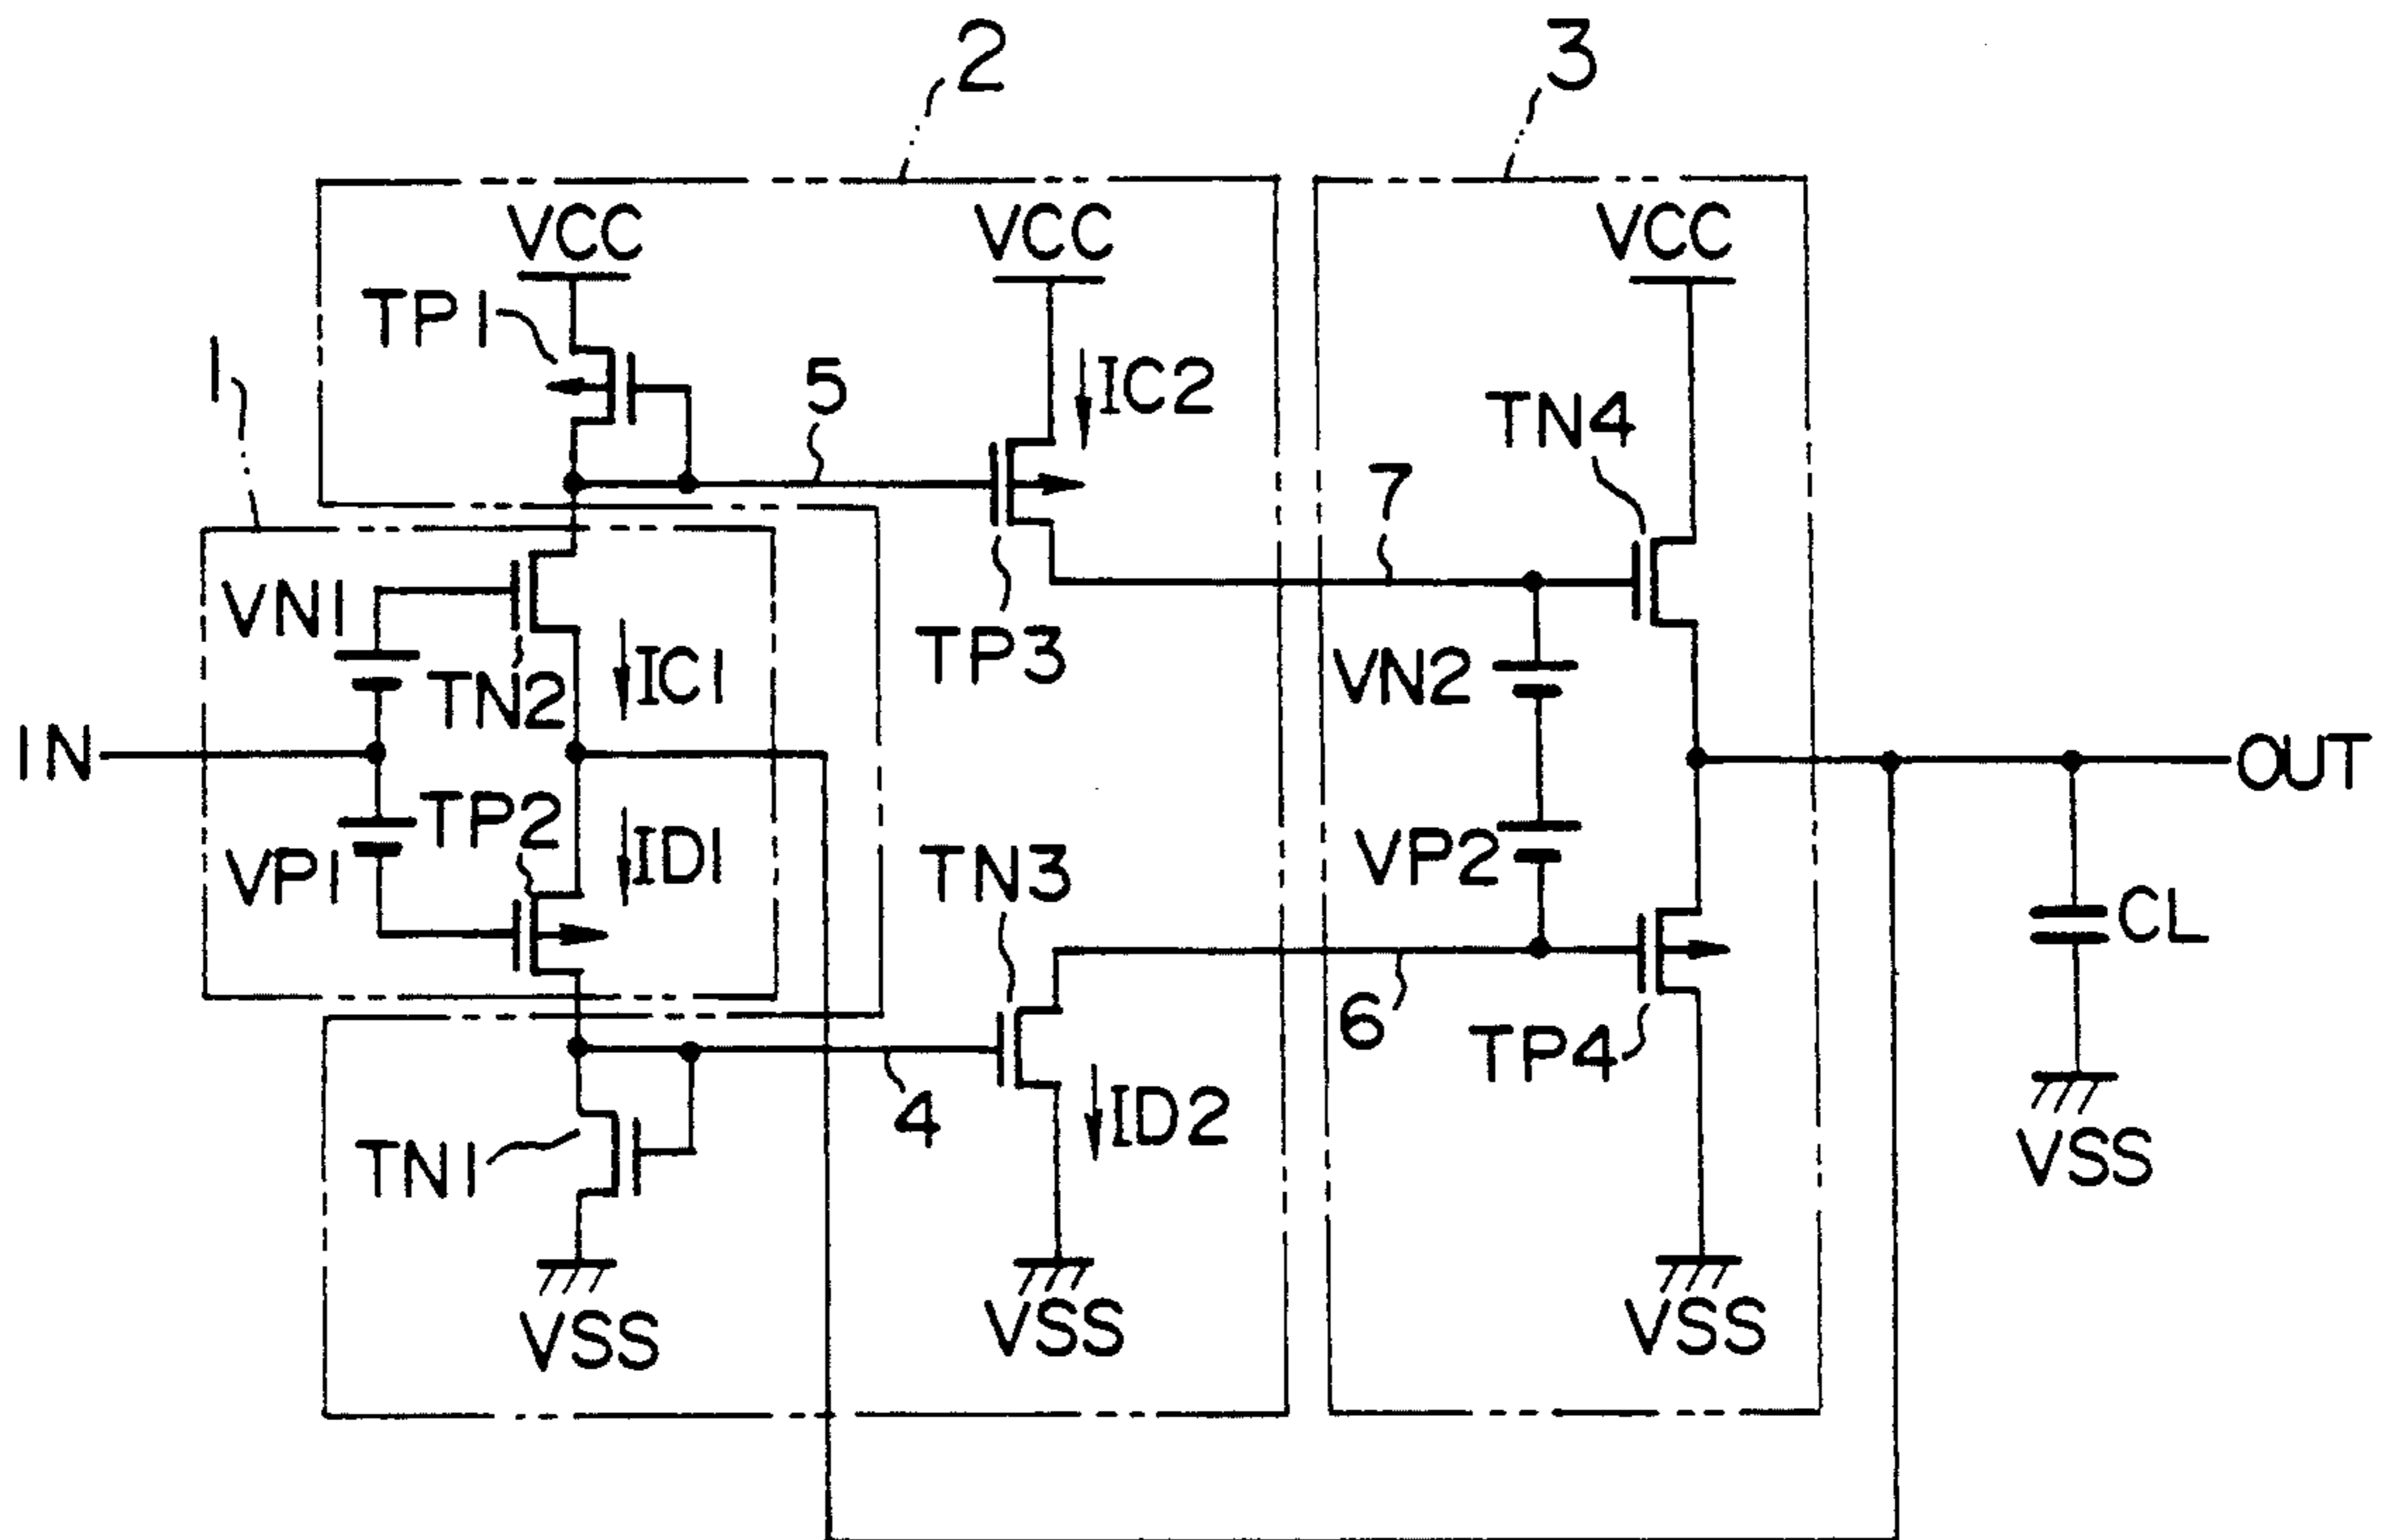 2
3
VCC
VCC
VCC
TP1
1
5
IC2
TN4
7
VN1
TN2
IC1
TP3
VN2
IN
OUT
TP2
VP1
ID1
TN3
VP2
CL
6
TP4
4
ID2
TN1
VSS
VSS
VSS
VSS